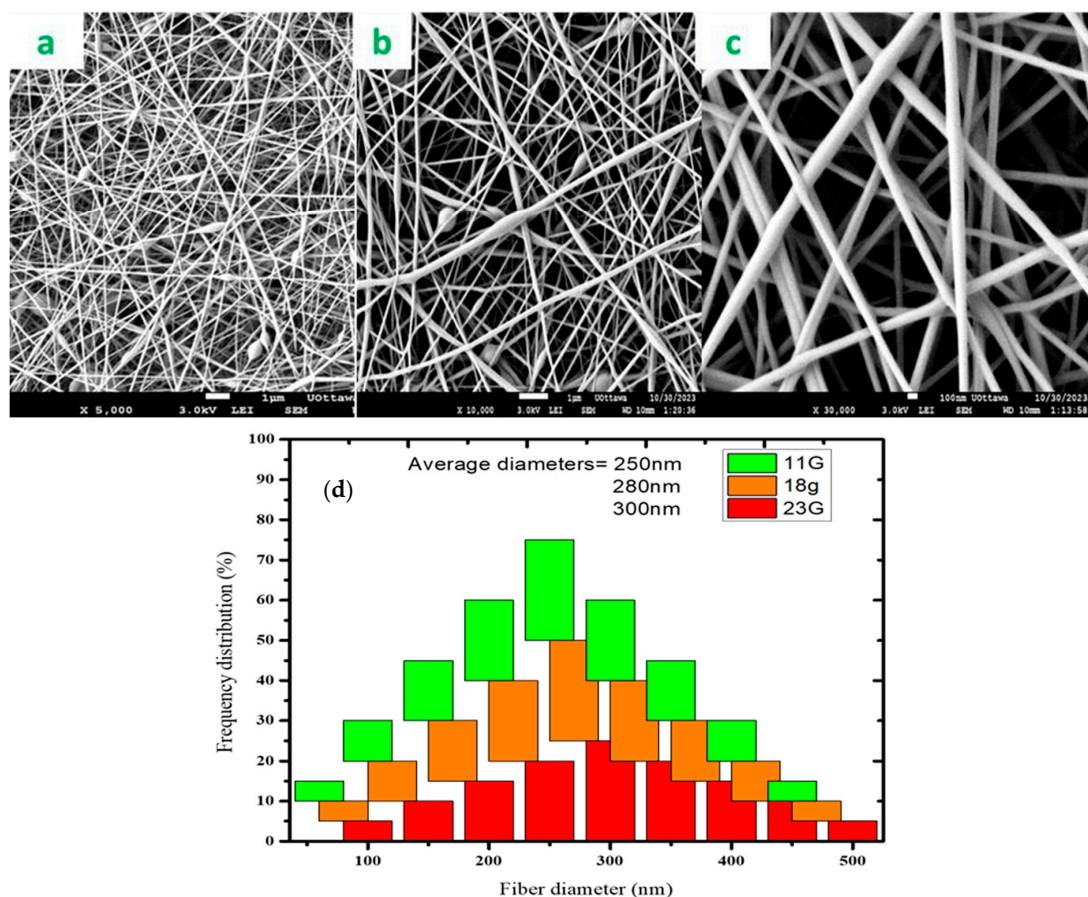 a
b
c
1µm UOttawa
X 5,000 3.0kV LEI SEM
1µm UOttawa 10/30/2023
X 10,000 3.0kV LEI SEM WD 10mm 1:20:36
100nm UOttawa 10/30/2023
X 30,000 3.0kV LEI SEM WD 10mm 1:13:58
(d)
Average diameters= 250nm
280nm
300nm
11G
18g
23G
Frequency distribution (%)
100
90
80
70
60
50
40
30
20
10
0
100 200 300 400 500
Fiber diameter (nm)